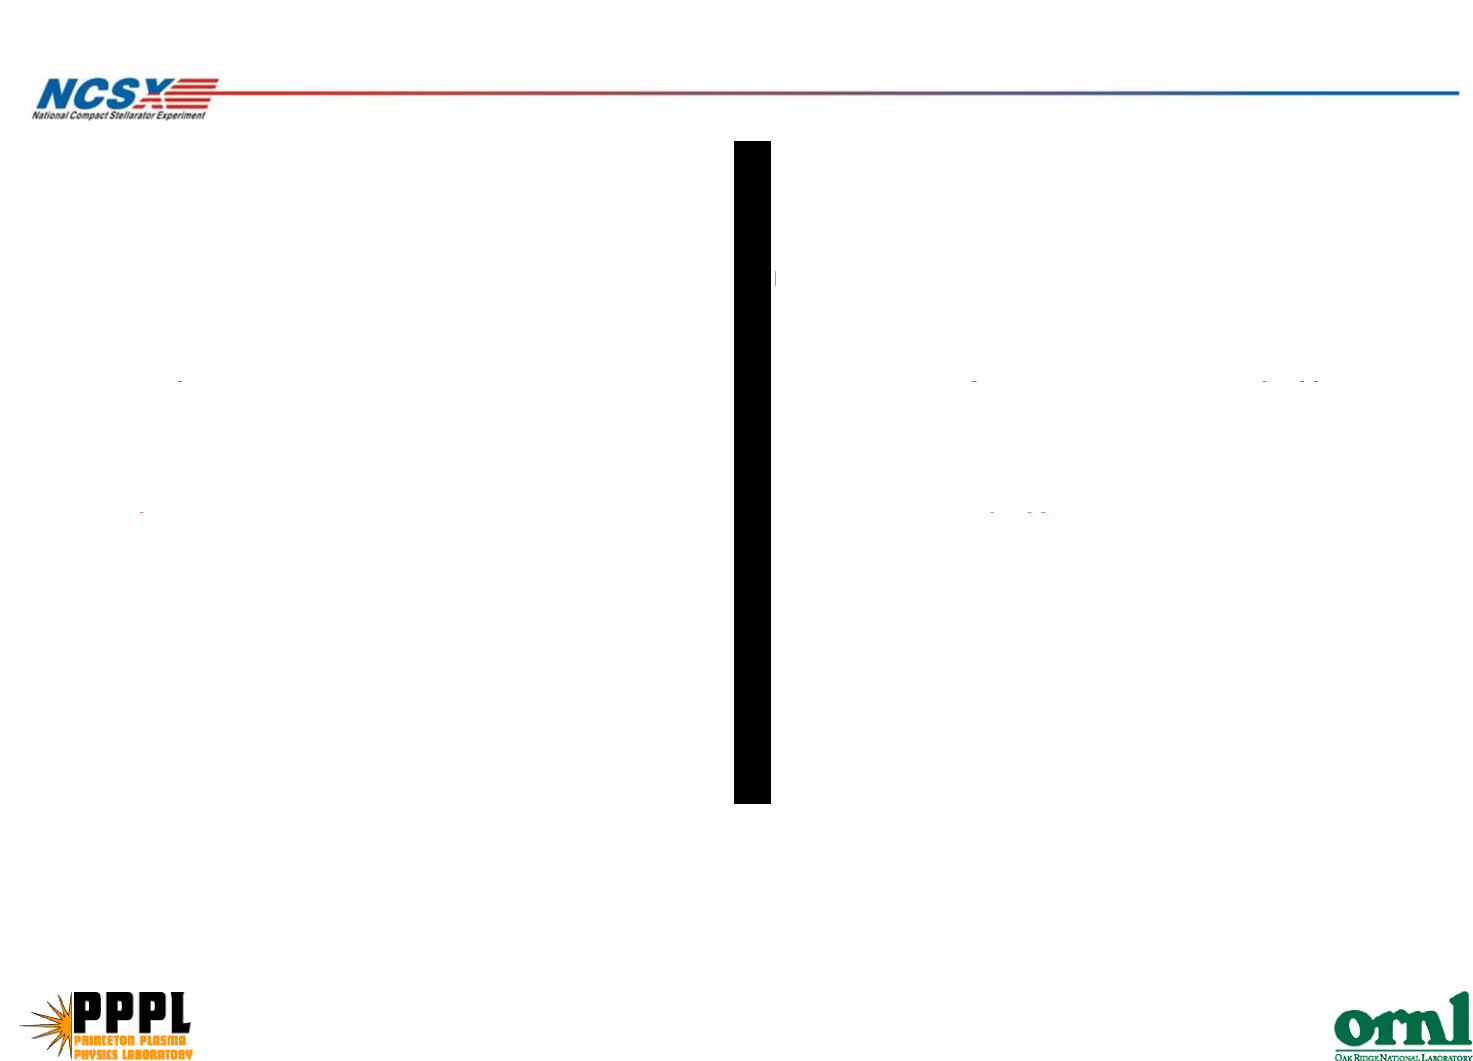 NCSX
National Compact Stellarator Experiment
PPPL
PRINCETON PLASMA
PHYSICS LABORATORY
ornl
OAK RIDGE NATIONAL LABORATORY